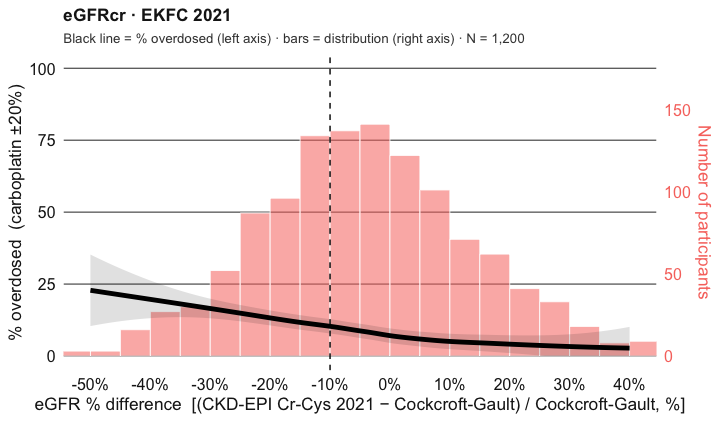 eGFRcr · EKFC 2021
Black line = % overdosed (left axis) · bars = distribution (right axis) · N = 1,200
% overdosed  (carboplatin ±20%)
100
75
50
25
0
150
100
50
0
Number of participants
-50% -40% -30% -20% -10% 0% 10% 20% 30% 40%
eGFR % difference  [(CKD-EPI Cr-Cys 2021 − Cockcroft-Gault) / Cockcroft-Gault, %]